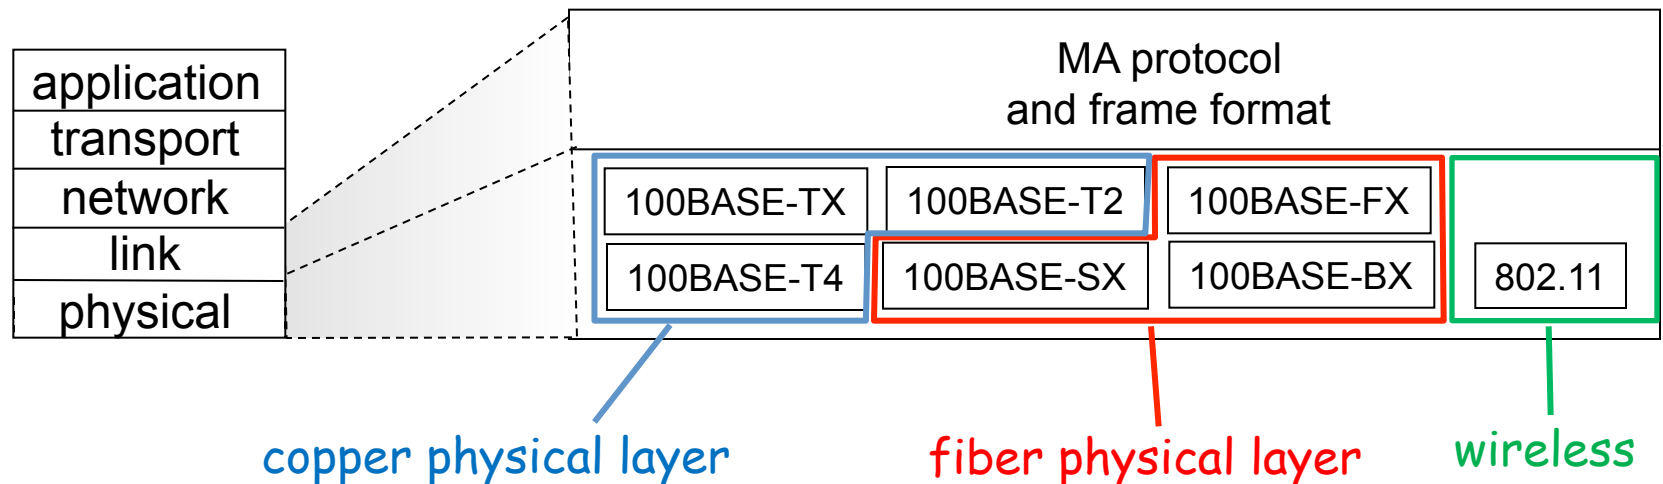 application
transport
network
link
physical
MA protocol
and frame format
100BASE-TX
100BASE-T2
100BASE-FX
100BASE-T4
100BASE-SX
100BASE-BX
802.11
copper physical layer
fiber physical layer
wireless